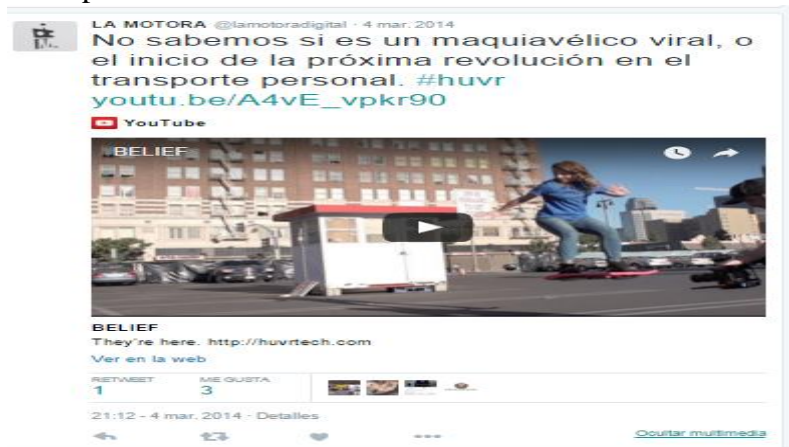 LA MOTORA @lamotoradigital · 4 mar. 2014
No sabemos si es un maquiavélico viral, o
el inicio de la próxima revolución en el
transporte personal. #huvr
youtu.be/A4vE_vpkr90
YouTube
BELIEF
BELIEF
They're here. http://huvrtech.com
Ver en la web
RETWEET
1
ME GUSTA
3
21:12 - 4 mar. 2014 · Detalles
Ocultar multimedia